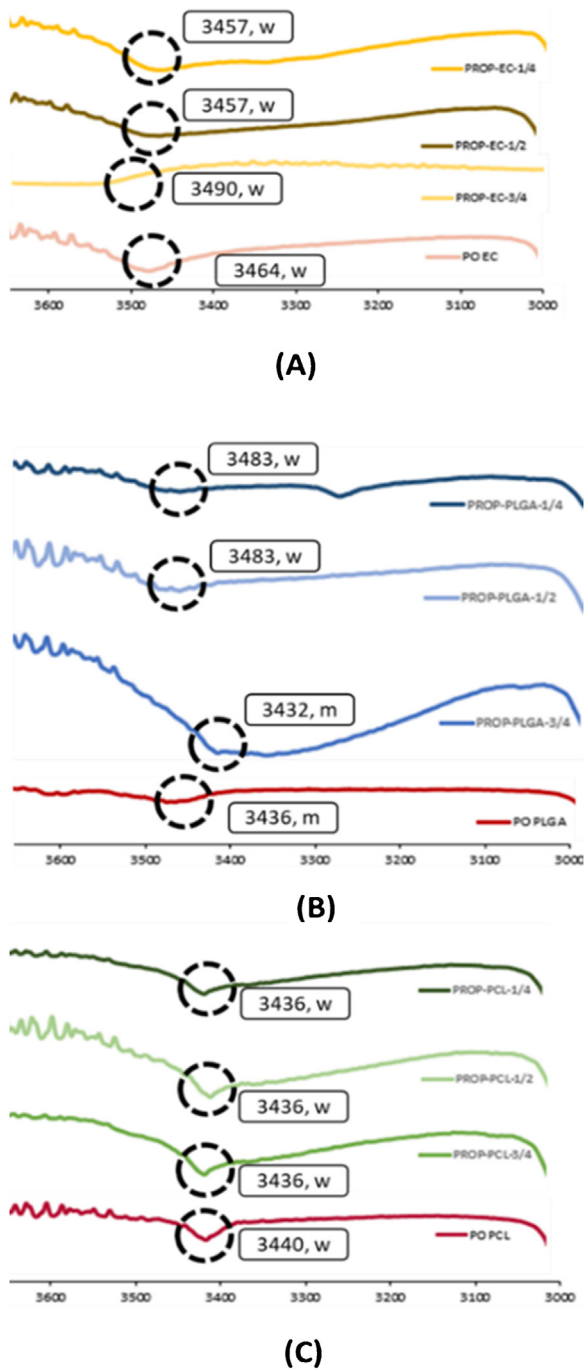 3457, w
PROP-EC-1/4
3457, w
PROP-EC-1/2
3490, w
PROP-EC-3/4
PO EC
3464, w
3600 3500 3400 3300 3200 3100 3000
(A)
3483, w
PROP-PLGA-1/4
3483, w
PROP-PLGA-1/2
3432, m
PROP-PLGA-3/4
3436, m
PO PLGA
3600 3500 3400 3300 3200 3100 3000
(B)
PROP-PCL-1/4
3436, w
PROP-PCL-1/2
3436, w
PROP-PCL-3/4
3436, w
PO PCL
3440, w
3600 3500 3400 3300 3200 3100 3000
(C)